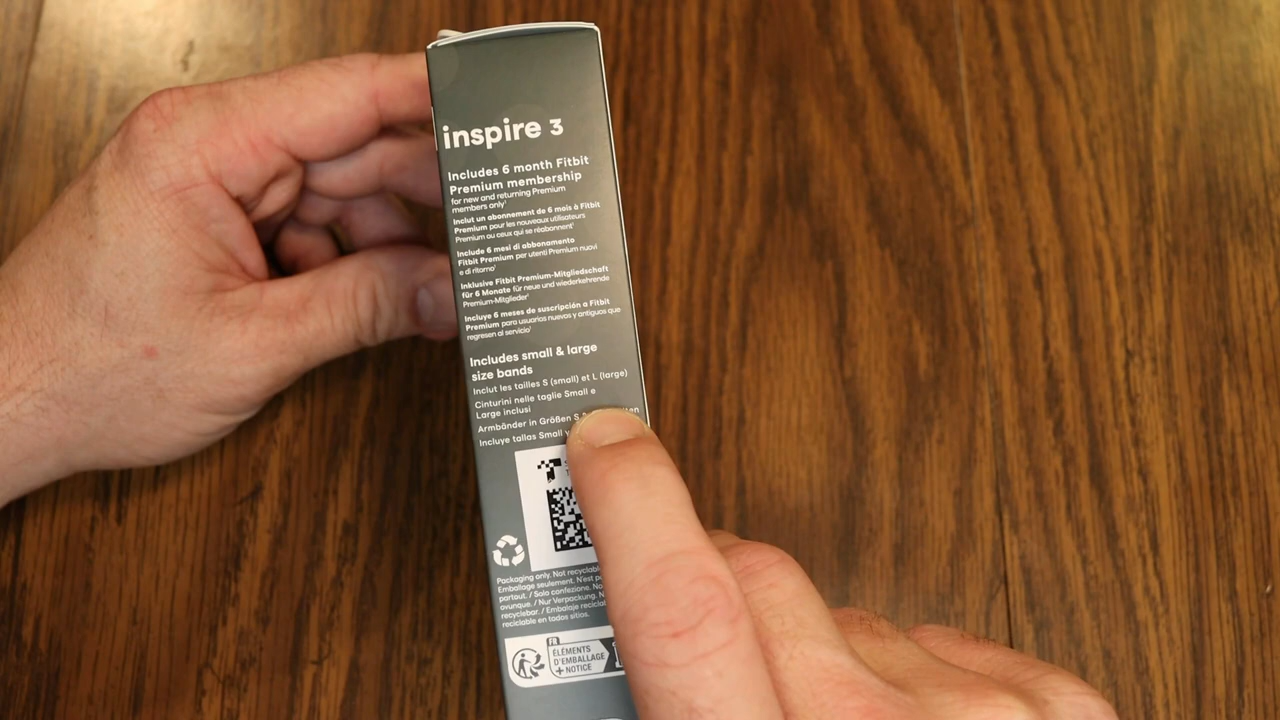 inspire 3
Includes 6 month Fitbit
Premium membership
for new and returning Premium
members only¹
Inclut un abonnement de 6 mois à Fitbit
Premium pour les nouveaux utilisateurs
Premium ou ceux qui se réabonnent¹
Include 6 mesi di abbonamento
Fitbit Premium per utenti Premium nuovi
e di ritorno¹
Inklusive Fitbit Premium-Mitgliedschaft
für 6 Monate für neue und wiederkehrende
Premium-Mitglieder¹
Incluye 6 meses de suscripción a Fitbit
Premium para usuarios nuevos y antiguos que
regresen al servicio¹
Includes small & large
size bands
Inclut les tailles S (small) et L (large)
Cinturini nelle taglie Small e
Large inclusi
Armbänder in Größen S
Incluye tallas Small y
Packaging only. Not recyclabl
Emballage seulement. N'est p
partout. / Solo confezione. No
ovunque. / Nur Verpackung. N
recycelbar. / Embalaje recicla
reciclable en todos sitios.
FR
ÉLÉMENTS
D'EMBALLAGE
+ NOTICE